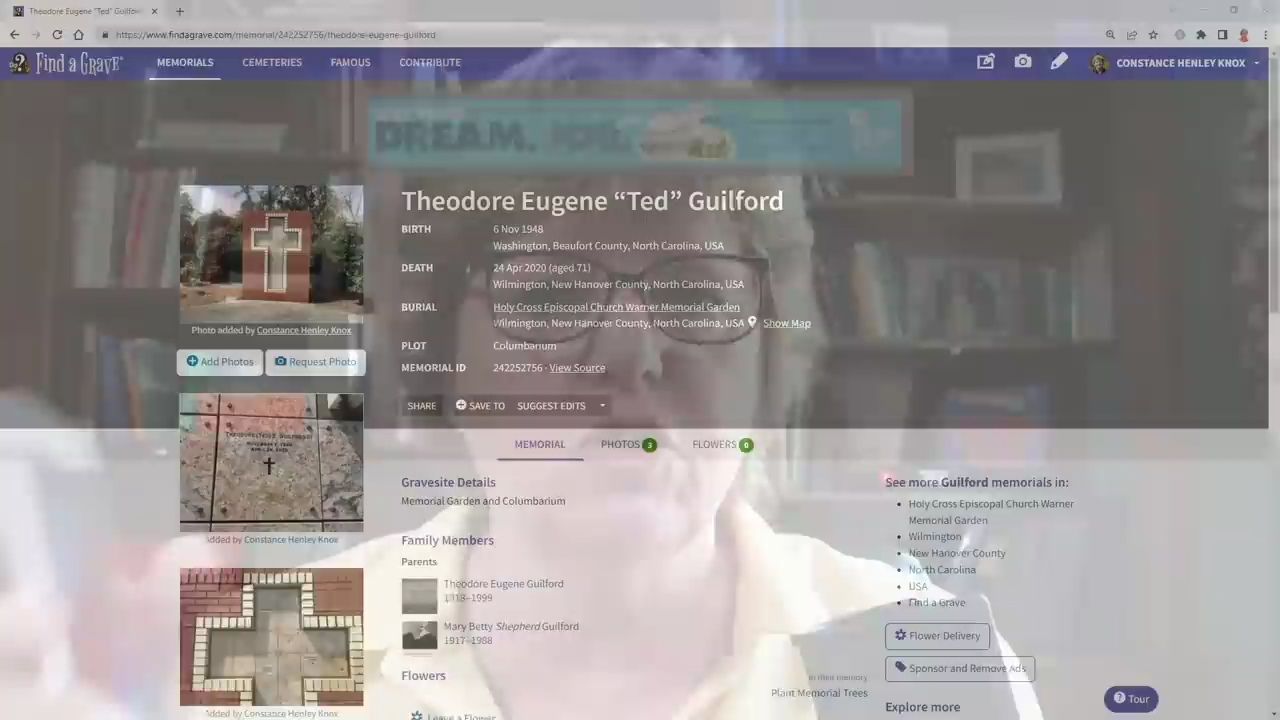 Theodore Eugene "Ted" Guilfo
https://www.findagrave.com/memorial/242252756/theodore-eugene-guilford
Find a Grave
MEMORIALS
CEMETERIES
FAMOUS
CONTRIBUTE
CONSTANCE HENLEY KNOX
DREAM.
Theodore Eugene “Ted” Guilford
BIRTH
6 Nov 1948
Washington, Beaufort County, North Carolina, USA
DEATH
24 Apr 2020 (aged 71)
Wilmington, New Hanover County, North Carolina, USA
BURIAL
Holy Cross Episcopal Church Warner Memorial Garden
Wilmington, New Hanover County, North Carolina, USA Show Map
PLOT
Columbarium
MEMORIAL ID
242252756 · View Source
Photo added by Constance Henley Knox
Add Photos
Request Photo
SHARE
SAVE TO
SUGGEST EDITS
MEMORIAL
PHOTOS 3
FLOWERS 0
Added by Constance Henley Knox
Added by Constance Henley Knox
Gravesite Details
Memorial Garden and Columbarium
Family Members
Parents
Theodore Eugene Guilford
1918–1999
Mary Betty Shepherd Guilford
1917–1988
Flowers
Leave a Flower
In their memory
Plant Memorial Trees
See more Guilford memorials in:
Holy Cross Episcopal Church Warner
Memorial Garden
Wilmington
New Hanover County
North Carolina
USA
Find a Grave
Flower Delivery
Sponsor and Remove Ads
Explore more
Tour